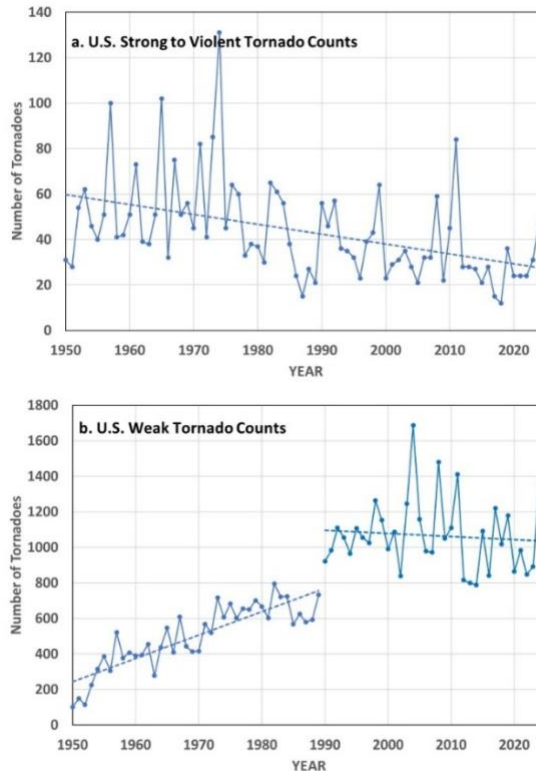 140
a. U.S. Strong to Violent Tornado Counts
120
100
80
60
40
20
0
Number of Tornadoes
1950 1960 1970 1980 1990 2000 2010 2020
YEAR
1800
b. U.S. Weak Tornado Counts
1600
1400
1200
1000
800
600
400
200
0
Number of Tornadoes
1950 1960 1970 1980 1990 2000 2010 2020
YEAR